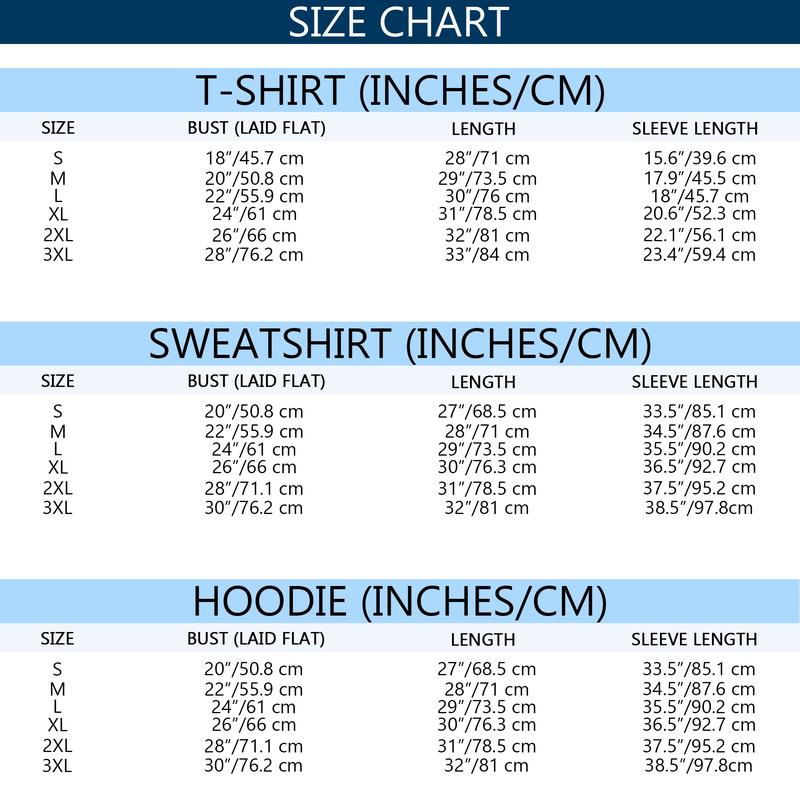 SIZE CHART
T-SHIRT (INCHES/CM)
SIZE BUST (LAID FLAT) LENGTH SLEEVE LENGTH
S 18"/45.7 cm 28"/71 cm 15.6"/39.6 cm
M 20"/50.8 cm 29"/73.5 cm 17.9"/45.5 cm
L 22"/55.9 cm 30"/76 cm 18"/45.7 cm
XL 24"/61 cm 31"/78.5 cm 20.6"/52.3 cm
2XL 26"/66 cm 32"/81 cm 22.1"/56.1 cm
3XL 28"/76.2 cm 33"/84 cm 23.4"/59.4 cm
SWEATSHIRT (INCHES/CM)
SIZE BUST (LAID FLAT) LENGTH SLEEVE LENGTH
S 20"/50.8 cm 27"/68.5 cm 33.5"/85.1 cm
M 22"/55.9 cm 28"/71 cm 34.5"/87.6 cm
L 24"/61 cm 29"/73.5 cm 35.5"/90.2 cm
XL 26"/66 cm 30"/76.3 cm 36.5"/92.7 cm
2XL 28"/71.1 cm 31"/78.5 cm 37.5"/95.2 cm
3XL 30"/76.2 cm 32"/81 cm 38.5"/97.8cm
HOODIE (INCHES/CM)
SIZE BUST (LAID FLAT) LENGTH SLEEVE LENGTH
S 20"/50.8 cm 27"/68.5 cm 33.5"/85.1 cm
M 22"/55.9 cm 28"/71 cm 34.5"/87.6 cm
L 24"/61 cm 29"/73.5 cm 35.5"/90.2 cm
XL 26"/66 cm 30"/76.3 cm 36.5"/92.7 cm
2XL 28"/71.1 cm 31"/78.5 cm 37.5"/95.2 cm
3XL 30"/76.2 cm 32"/81 cm 38.5"/97.8cm